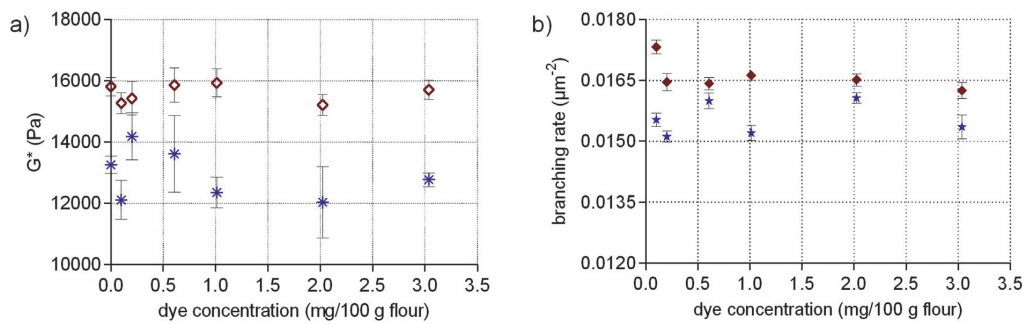 a)
G* (Pa)
18000
16000
14000
12000
10000
0.0 0.5 1.0 1.5 2.0 2.5 3.0 3.5
dye concentration (mg/100 g flour)
b)
branching rate (µm⁻²)
0.0180
0.0165
0.0150
0.0135
0.0120
0.0 0.5 1.0 1.5 2.0 2.5 3.0 3.5
dye concentration (mg/100 g flour)